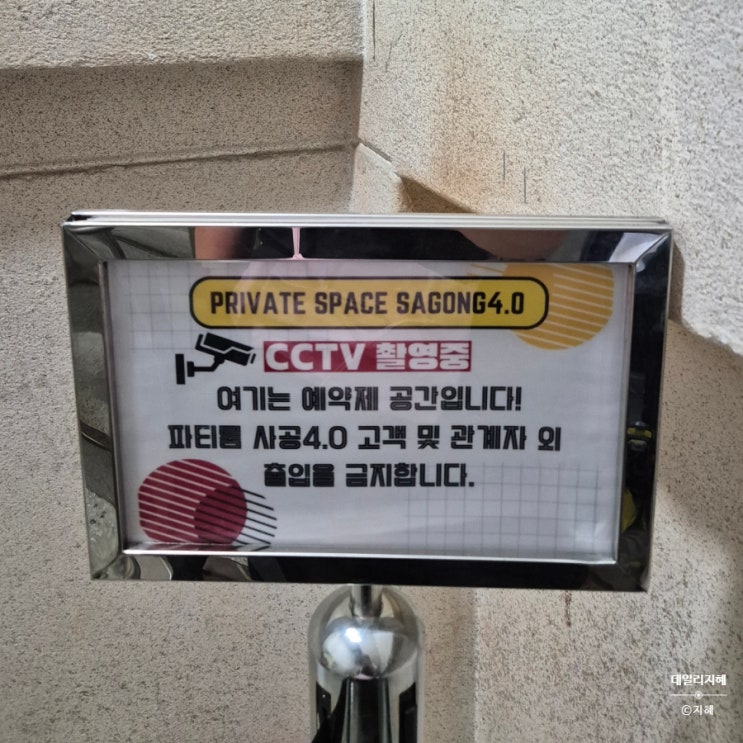 PRIVATE SPACE SAGONG4.0
CCTV 촬영중
여기는 예약제 공간입니다!
파티룸 사공4.0 고객 및 관계자 외
출입을 금지합니다.
데일리지혜
©지혜